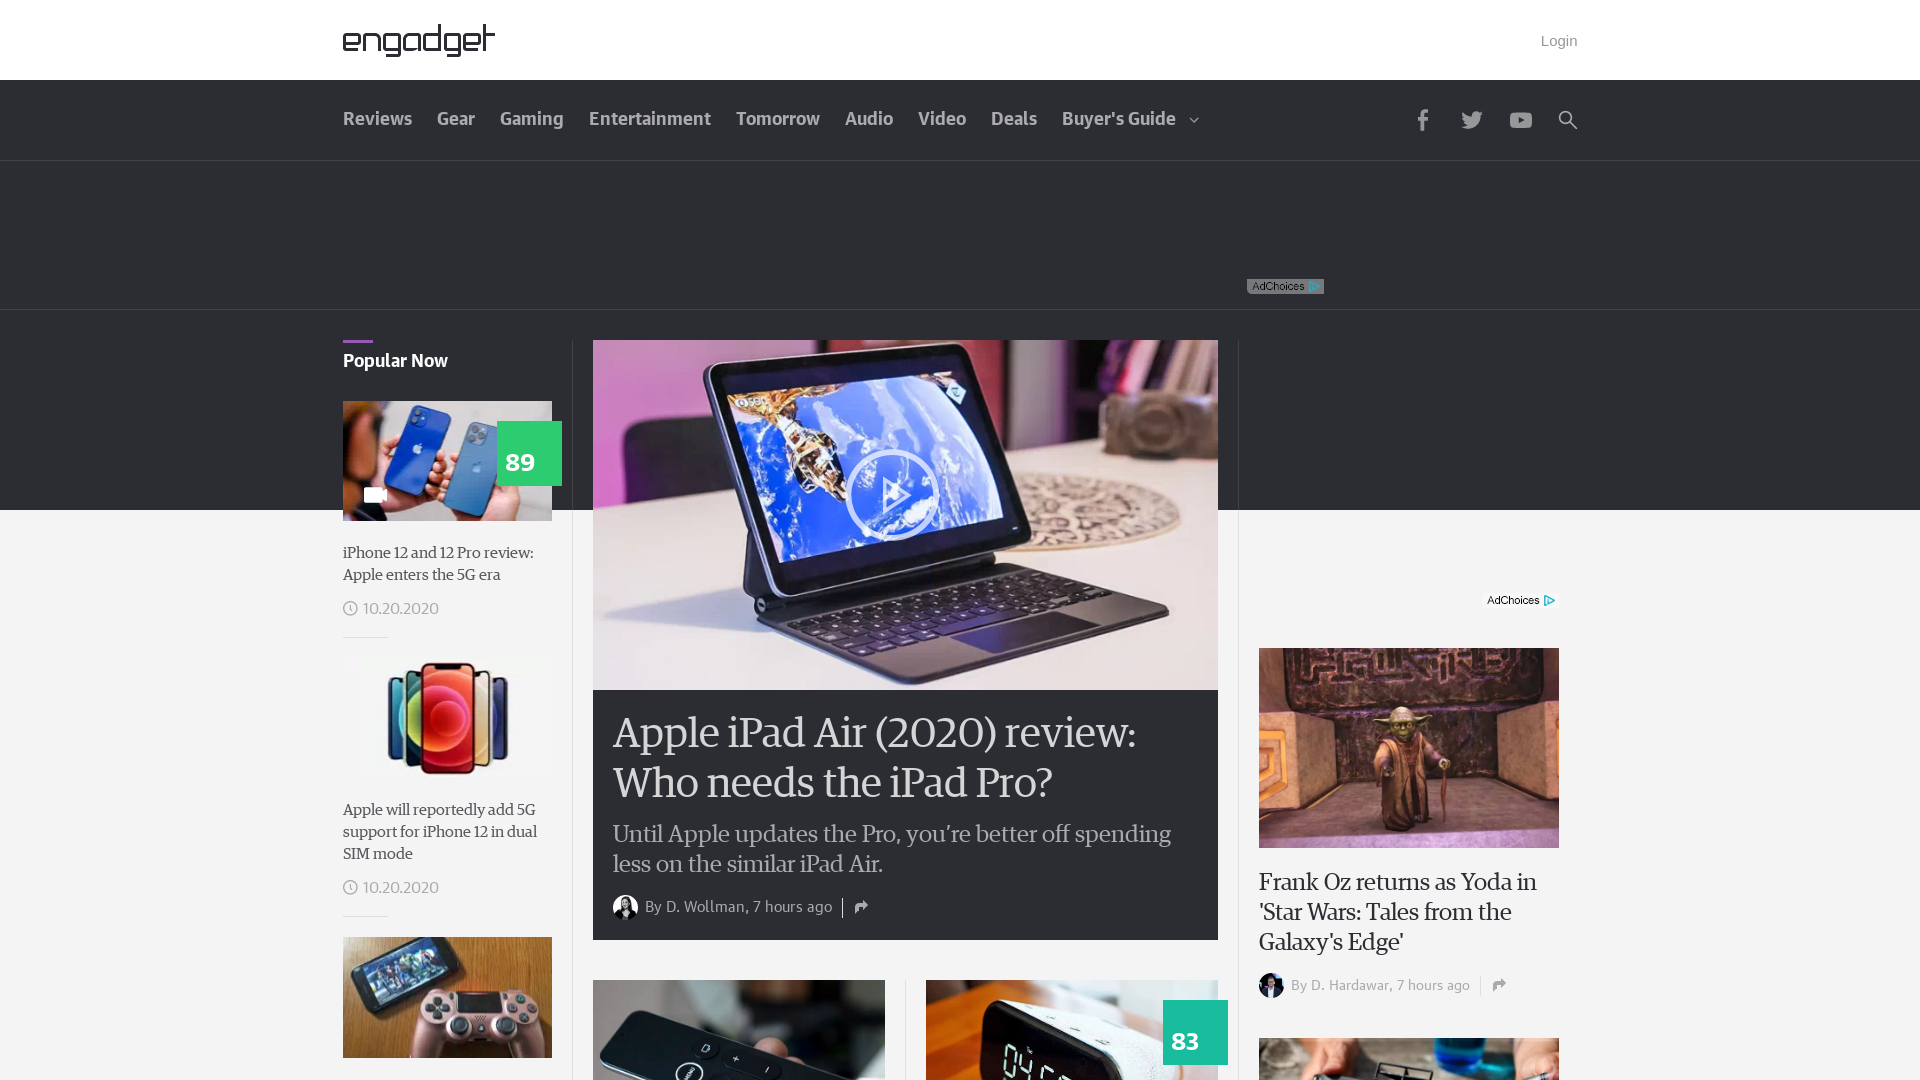 engadget
Login
Reviews Gear Gaming Entertainment Tomorrow Audio Video Deals Buyer's Guide
AdChoices
Popular Now
89
iPhone 12 and 12 Pro review:
Apple enters the 5G era
10.20.2020
Apple will reportedly add 5G
support for iPhone 12 in dual
SIM mode
10.20.2020
Apple iPad Air (2020) review:
Who needs the iPad Pro?
Until Apple updates the Pro, you’re better off spending
less on the similar iPad Air.
By D. Wollman, 7 hours ago
MENU
83
AdChoices
Frank Oz returns as Yoda in
'Star Wars: Tales from the
Galaxy's Edge'
By D. Hardawar, 7 hours ago